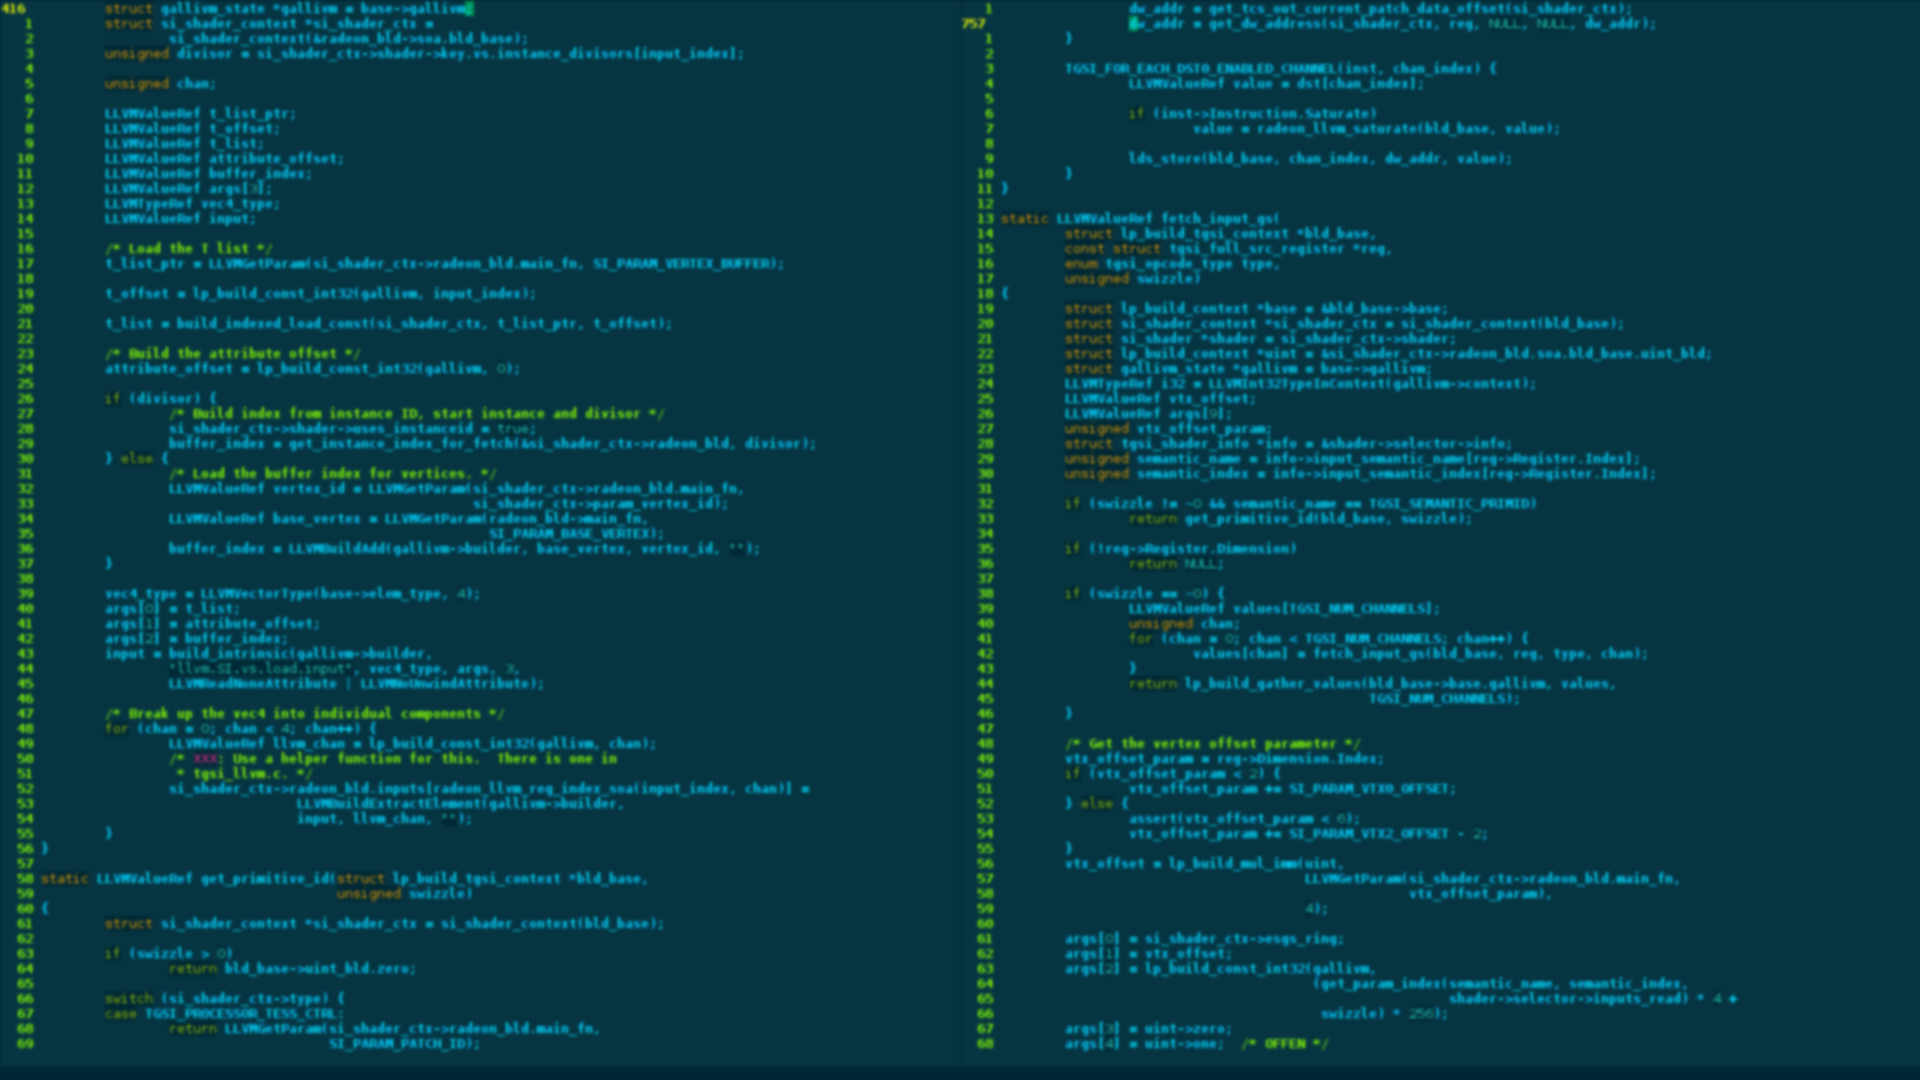 416 struct gallivm_state *gallivm = base->gallivm
1 struct si_shader_context *si_shader_ctx =
2 si_shader_context(&radeon_bld->soa.bld_base);
3 unsigned divisor = si_shader_ctx->shader->key.vs.instance_divisors[input_index];
4
5 unsigned chan;
6
7 LLVMValueRef t_list_ptr;
8 LLVMValueRef t_offset;
9 LLVMValueRef t_list;
10 LLVMValueRef attribute_offset;
11 LLVMValueRef buffer_index;
12 LLVMValueRef args[3];
13 LLVMTypeRef vec4_type;
14 LLVMValueRef input;
15
16 /* Load the T list */
17 t_list_ptr = LLVMGetParam(si_shader_ctx->radeon_bld.main_fn, SI_PARAM_VERTEX_BUFFER);
18
19 t_offset = lp_build_const_int32(gallivm, input_index);
20
21 t_list = build_indexed_load_const(si_shader_ctx, t_list_ptr, t_offset);
22
23 /* Build the attribute offset */
24 attribute_offset = lp_build_const_int32(gallivm, 0);
25
26 if (divisor) {
27 /* Build index from instance ID, start instance and divisor */
28 si_shader_ctx->shader->uses_instanceid = true;
29 buffer_index = get_instance_index_for_fetch(&si_shader_ctx->radeon_bld, divisor);
30 } else {
31 /* Load the buffer index for vertices. */
32 LLVMValueRef vertex_id = LLVMGetParam(si_shader_ctx->radeon_bld.main_fn,
33 si_shader_ctx->param_vertex_id);
34 LLVMValueRef base_vertex = LLVMGetParam(radeon_bld->main_fn,
35 SI_PARAM_BASE_VERTEX);
36 buffer_index = LLVMBuildAdd(gallivm->builder, base_vertex, vertex_id, "");
37 }
38
39 vec4_type = LLVMVectorType(base->elem_type, 4);
40 args[0] = t_list;
41 args[1] = attribute_offset;
42 args[2] = buffer_index;
43 input = build_intrinsic(gallivm->builder,
44 "llvm.SI.vs.load.input", vec4_type, args, 3,
45 LLVMReadNoneAttribute | LLVMNoUnwindAttribute);
46
47 /* Break up the vec4 into individual components */
48 for (chan = 0; chan < 4; chan++) {
49 LLVMValueRef llvm_chan = lp_build_const_int32(gallivm, chan);
50 /* XXX: Use a helper function for this. There is one in
51 * tgsi_llvm.c. */
52 si_shader_ctx->radeon_bld.inputs[radeon_llvm_reg_index_soa(input_index, chan)] =
53 LLVMBuildExtractElement(gallivm->builder,
54 input, llvm_chan, "");
55 }
56 }
57
58 static LLVMValueRef get_primitive_id(struct lp_build_tgsi_context *bld_base,
59 unsigned swizzle)
60 {
61 struct si_shader_context *si_shader_ctx = si_shader_context(bld_base);
62
63 if (swizzle > 0)
64 return bld_base->uint_bld.zero;
65
66 switch (si_shader_ctx->type) {
67 case TGSI_PROCESSOR_TESS_CTRL:
68 return LLVMGetParam(si_shader_ctx->radeon_bld.main_fn,
69 SI_PARAM_PATCH_ID);
1 dw_addr = get_tcs_out_current_patch_data_offset(si_shader_ctx);
757 dw_addr = get_dw_address(si_shader_ctx, reg, NULL, NULL, dw_addr);
1 }
2
3 TGSI_FOR_EACH_DST0_ENABLED_CHANNEL(inst, chan_index) {
4 LLVMValueRef value = dst[chan_index];
5
6 if (inst->Instruction.Saturate)
7 value = radeon_llvm_saturate(bld_base, value);
8
9 lds_store(bld_base, chan_index, dw_addr, value);
10 }
11 }
12
13 static LLVMValueRef fetch_input_gs(
14 struct lp_build_tgsi_context *bld_base,
15 const struct tgsi_full_src_register *reg,
16 enum tgsi_opcode_type type,
17 unsigned swizzle)
18 {
19 struct lp_build_context *base = &bld_base->base;
20 struct si_shader_context *si_shader_ctx = si_shader_context(bld_base);
21 struct si_shader *shader = si_shader_ctx->shader;
22 struct lp_build_context *uint = &si_shader_ctx->radeon_bld.soa.bld_base.uint_bld;
23 struct gallivm_state *gallivm = base->gallivm;
24 LLVMTypeRef i32 = LLVMInt32TypeInContext(gallivm->context);
25 LLVMValueRef vtx_offset;
26 LLVMValueRef args[9];
27 unsigned vtx_offset_param;
28 struct tgsi_shader_info *info = &shader->selector->info;
29 unsigned semantic_name = info->input_semantic_name[reg->Register.Index];
30 unsigned semantic_index = info->input_semantic_index[reg->Register.Index];
31
32 if (swizzle != ~0 && semantic_name == TGSI_SEMANTIC_PRIMID)
33 return get_primitive_id(bld_base, swizzle);
34
35 if (!reg->Register.Dimension)
36 return NULL;
37
38 if (swizzle == ~0) {
39 LLVMValueRef values[TGSI_NUM_CHANNELS];
40 unsigned chan;
41 for (chan = 0; chan < TGSI_NUM_CHANNELS; chan++) {
42 values[chan] = fetch_input_gs(bld_base, reg, type, chan);
43 }
44 return lp_build_gather_values(bld_base->base.gallivm, values,
45 TGSI_NUM_CHANNELS);
46 }
47
48 /* Get the vertex offset parameter */
49 vtx_offset_param = reg->Dimension.Index;
50 if (vtx_offset_param < 2) {
51 vtx_offset_param += SI_PARAM_VTX0_OFFSET;
52 } else {
53 assert(vtx_offset_param < 6);
54 vtx_offset_param += SI_PARAM_VTX2_OFFSET - 2;
55 }
56 vtx_offset = lp_build_mul_imm(uint,
57 LLVMGetParam(si_shader_ctx->radeon_bld.main_fn,
58 vtx_offset_param),
59 4);
60
61 args[0] = si_shader_ctx->esgs_ring;
62 args[1] = vtx_offset;
63 args[2] = lp_build_const_int32(gallivm,
64 (get_param_index(semantic_name, semantic_index,
65 shader->selector->inputs_read) * 4 +
66 swizzle) * 256);
67 args[3] = uint->zero;
68 args[4] = uint->one; /* OFFEN */